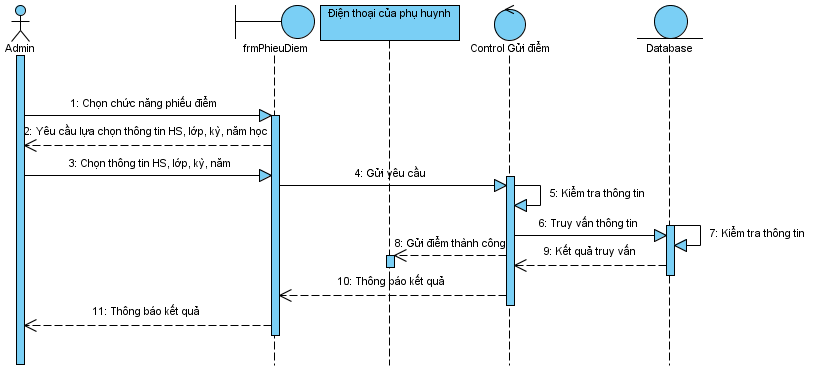 Điện thoại của phụ huynh
Admin
frmPhieuDiem
Control Gửi điểm
Database
1: Chọn chức năng phiếu điểm
2: Yêu cầu lựa chọn thông tin HS, lớp, kỳ, năm học
3: Chọn thông tin HS, lớp, kỳ, năm
4: Gửi yêu cầu
5: Kiểm tra thông tin
6: Truy vấn thông tin
7: Kiểm tra thông tin
8: Gửi điểm thành công
9: Kết quả truy vấn
10: Thông báo kết quả
11: Thông báo kết quả